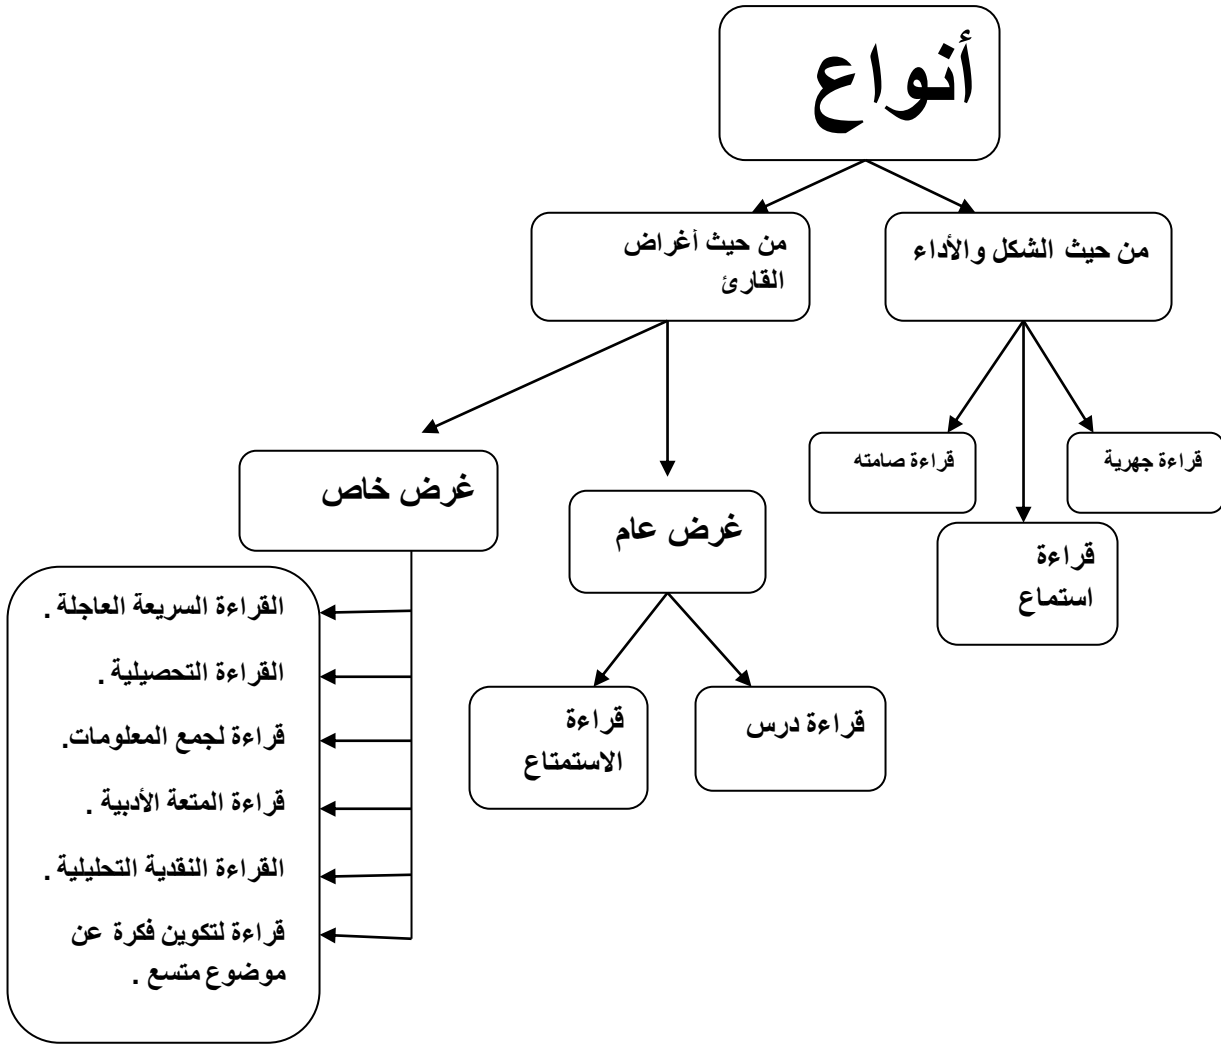 أنواع
من حيث الشكل والأداء
من حيث أغراض
القارئ
قراءة جهرية
قراءة صامته
قراءة
استماع
غرض عام
غرض خاص
قراءة درس
قراءة
الاستمتاع
القراءة السريعة العاجلة .
القراءة التحصيلية .
قراءة لجمع المعلومات.
قراءة المتعة الأدبية .
القراءة النقدية التحليلية .
قراءة لتكوين فكرة عن
موضوع متسع .